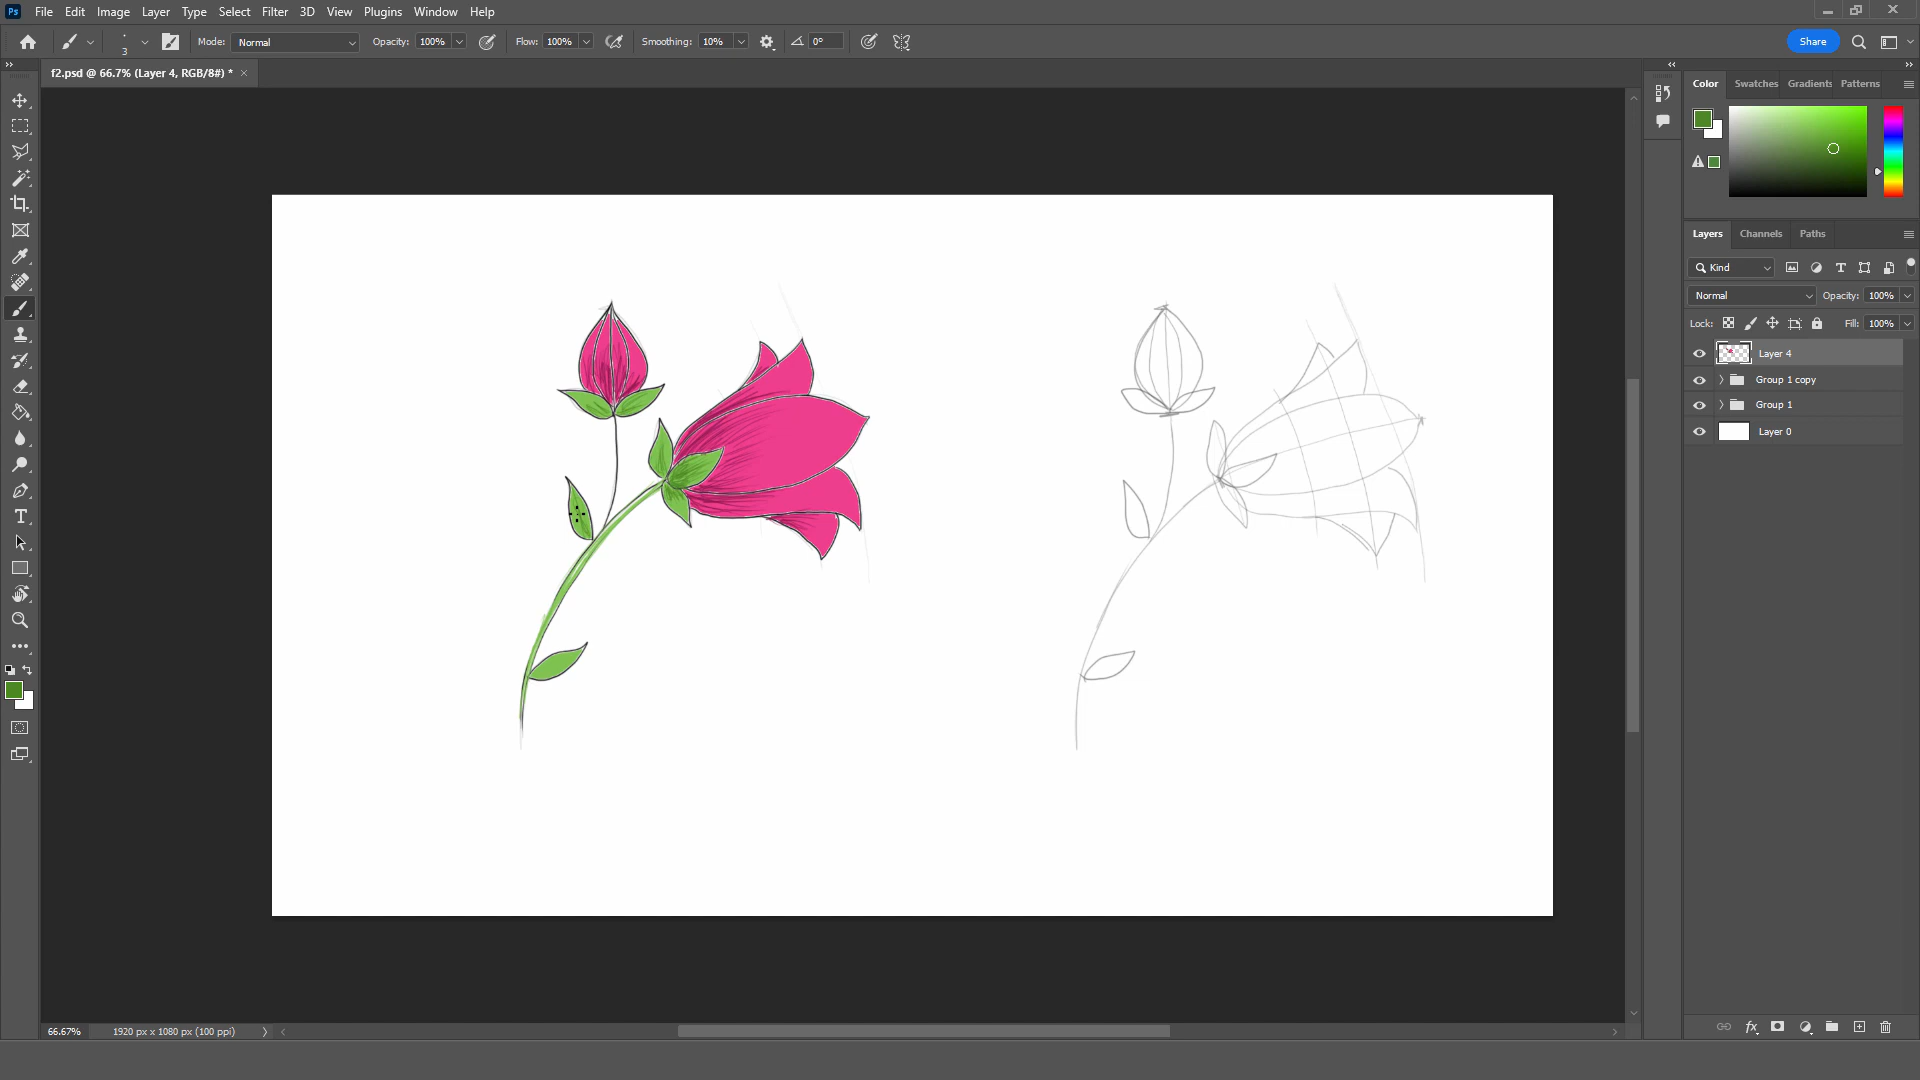 Ps File Edit Image Layer Type Select Filter 3D View Plugins Window Help
3 Mode: Normal Opacity: 100% Flow: 100% Smoothing: 10% 0° Share
f2.psd @ 66.7% (Layer 4, RGB/8#) * ×
Color Swatches Gradients Patterns
Layers Channels Paths
Kind
Normal Opacity: 100%
Lock: Fill: 100%
Layer 4
Group 1 copy
Group 1
Layer 0
66.67% 1920 px x 1080 px (100 ppi)